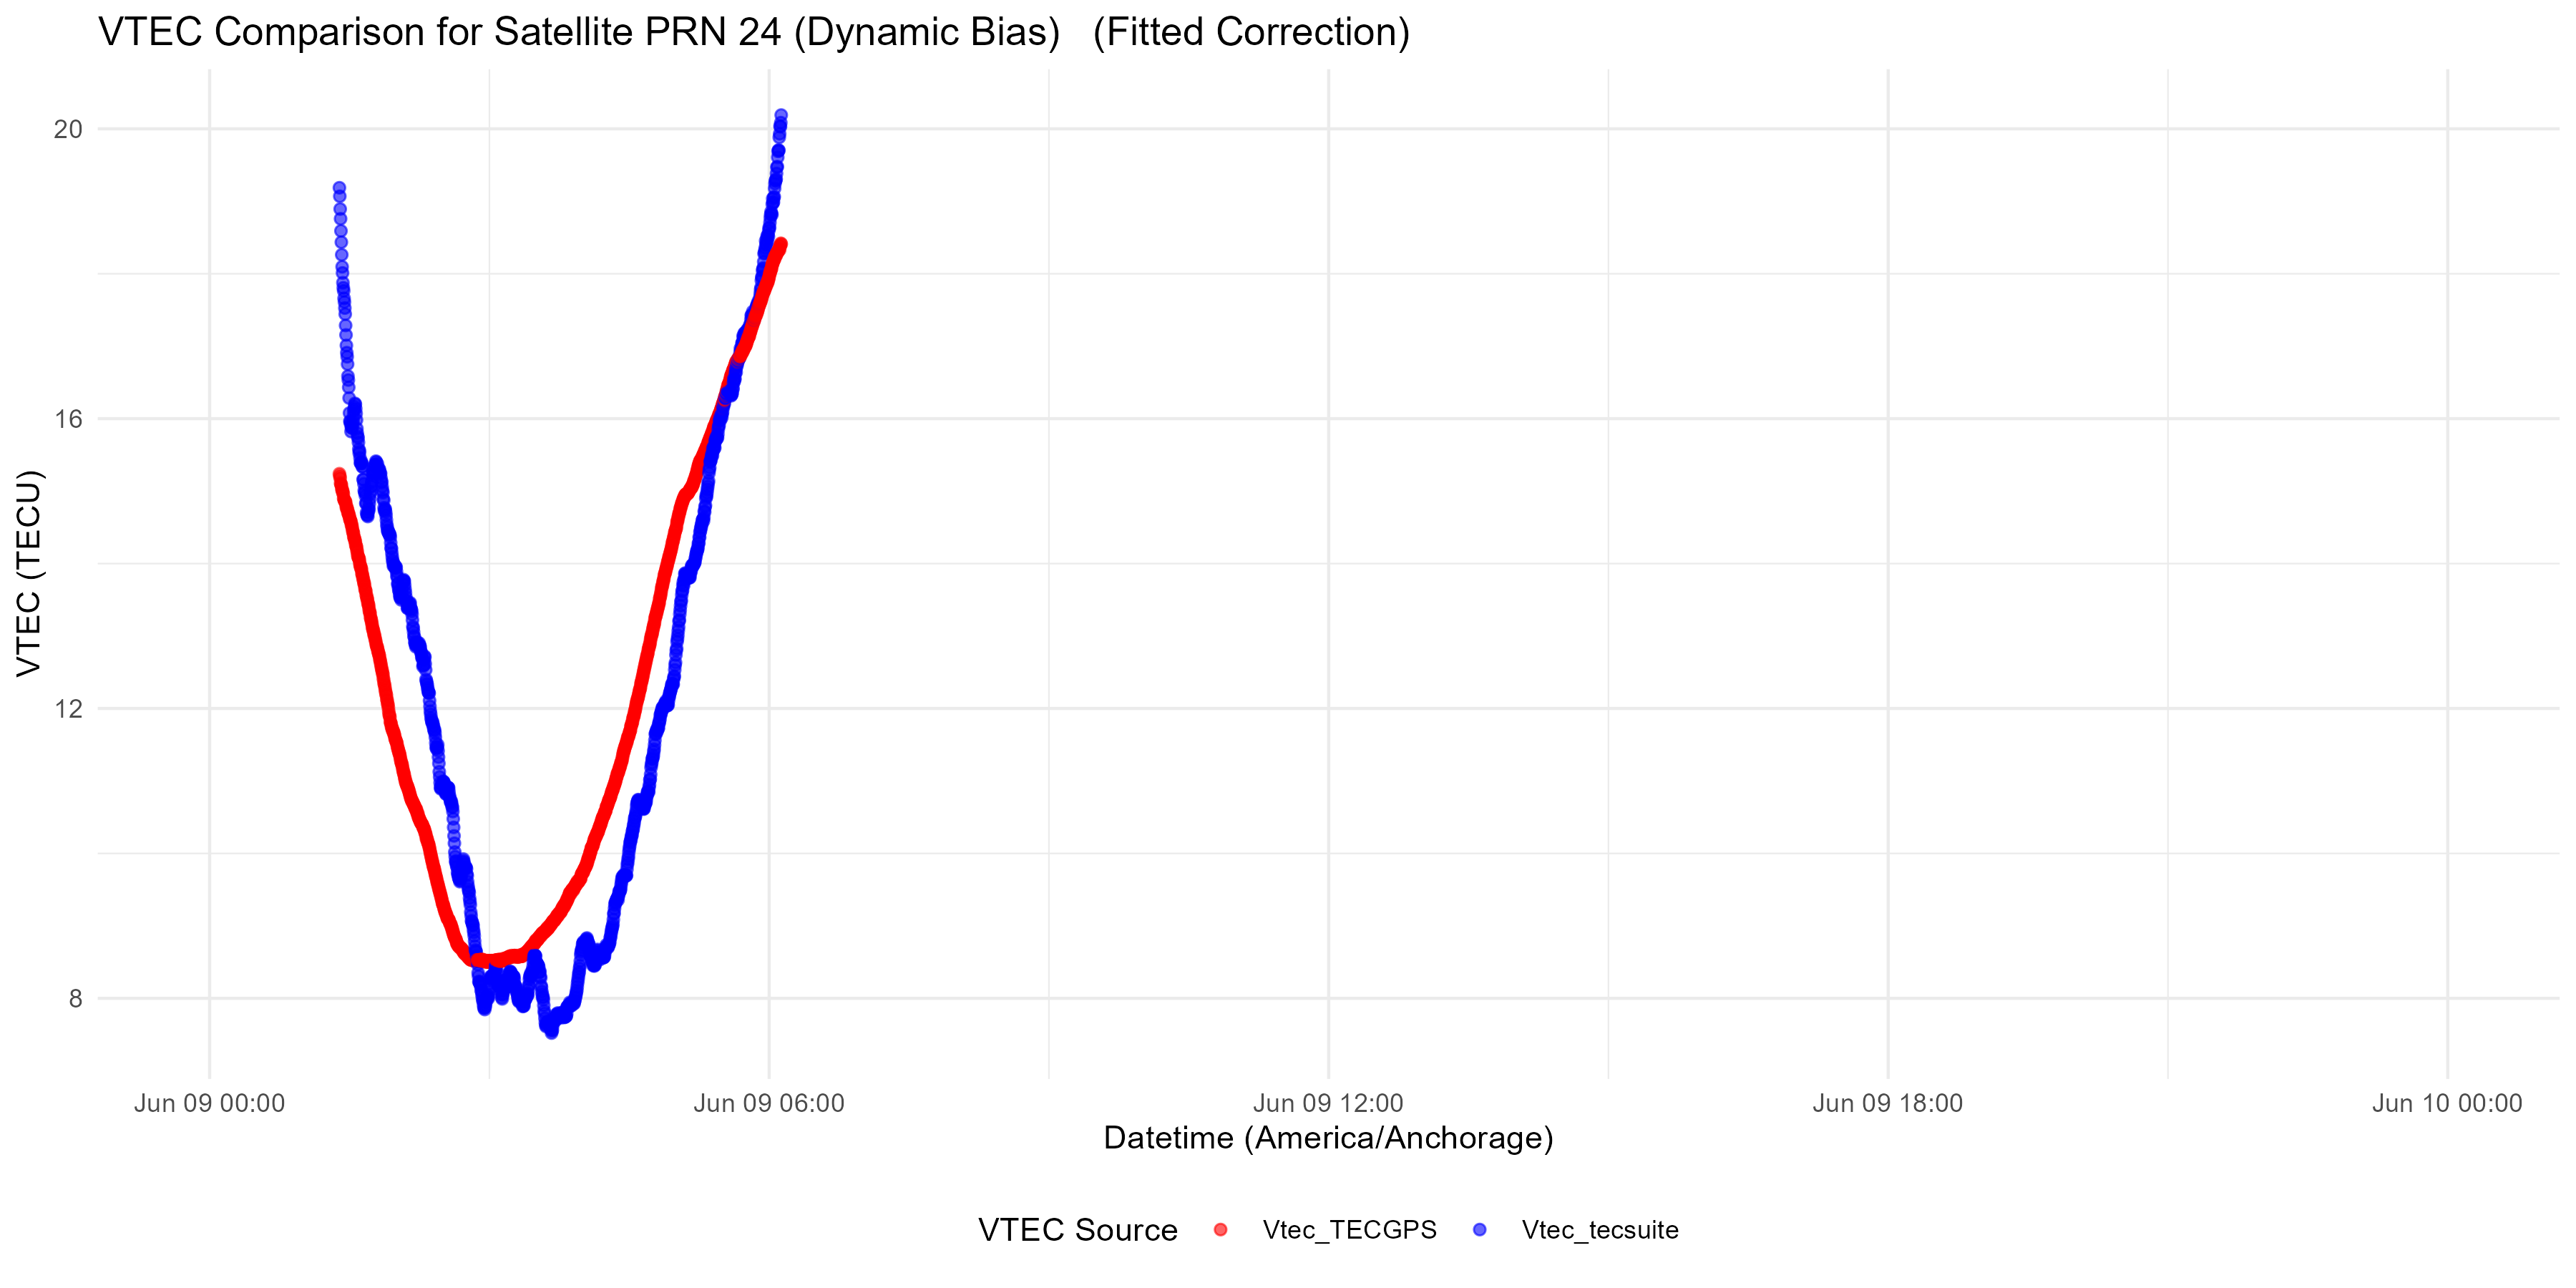 VTEC Comparison for Satellite PRN 24 (Dynamic Bias) (Fitted Correction)
VTEC (TECU)
20
16
12
8
Jun 09 00:00 Jun 09 06:00 Jun 09 12:00 Jun 09 18:00 Jun 10 00:00
Datetime (America/Anchorage)
VTEC Source Vtec_TECGPS Vtec_tecsuite